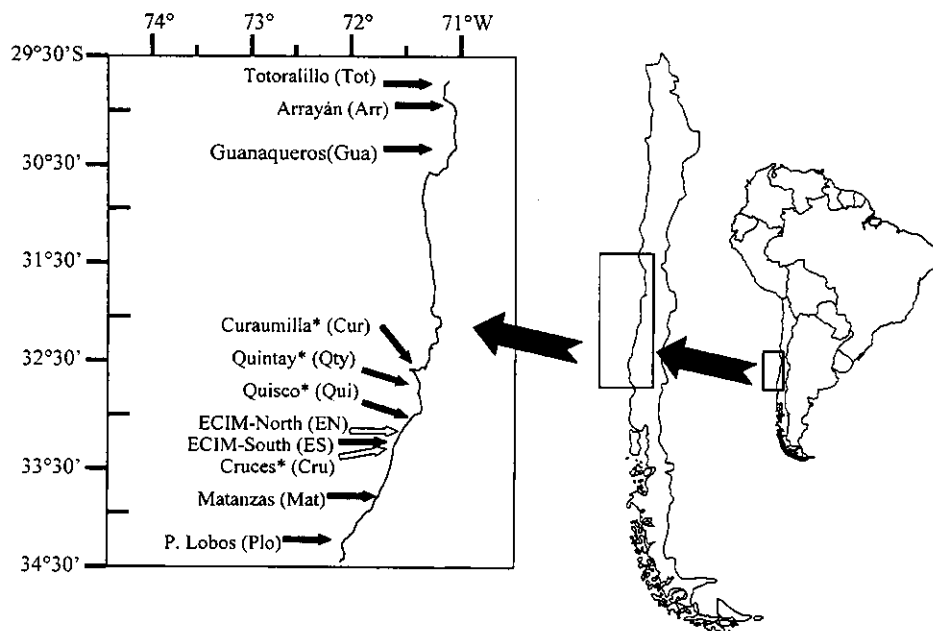 74° 73° 72° 71°W
29°30'S
Totoralillo (Tot)
Arrayán (Arr)
Guanaqueros(Gua)
30°30'
31°30'
Curaumilla* (Cur)
32°30'
Quintay* (Qty)
Quisco* (Qui)
ECIM-North (EN)
ECIM-South (ES)
33°30'
Cruces* (Cru)
Matanzas (Mat)
P. Lobos (Plo)
34°30'